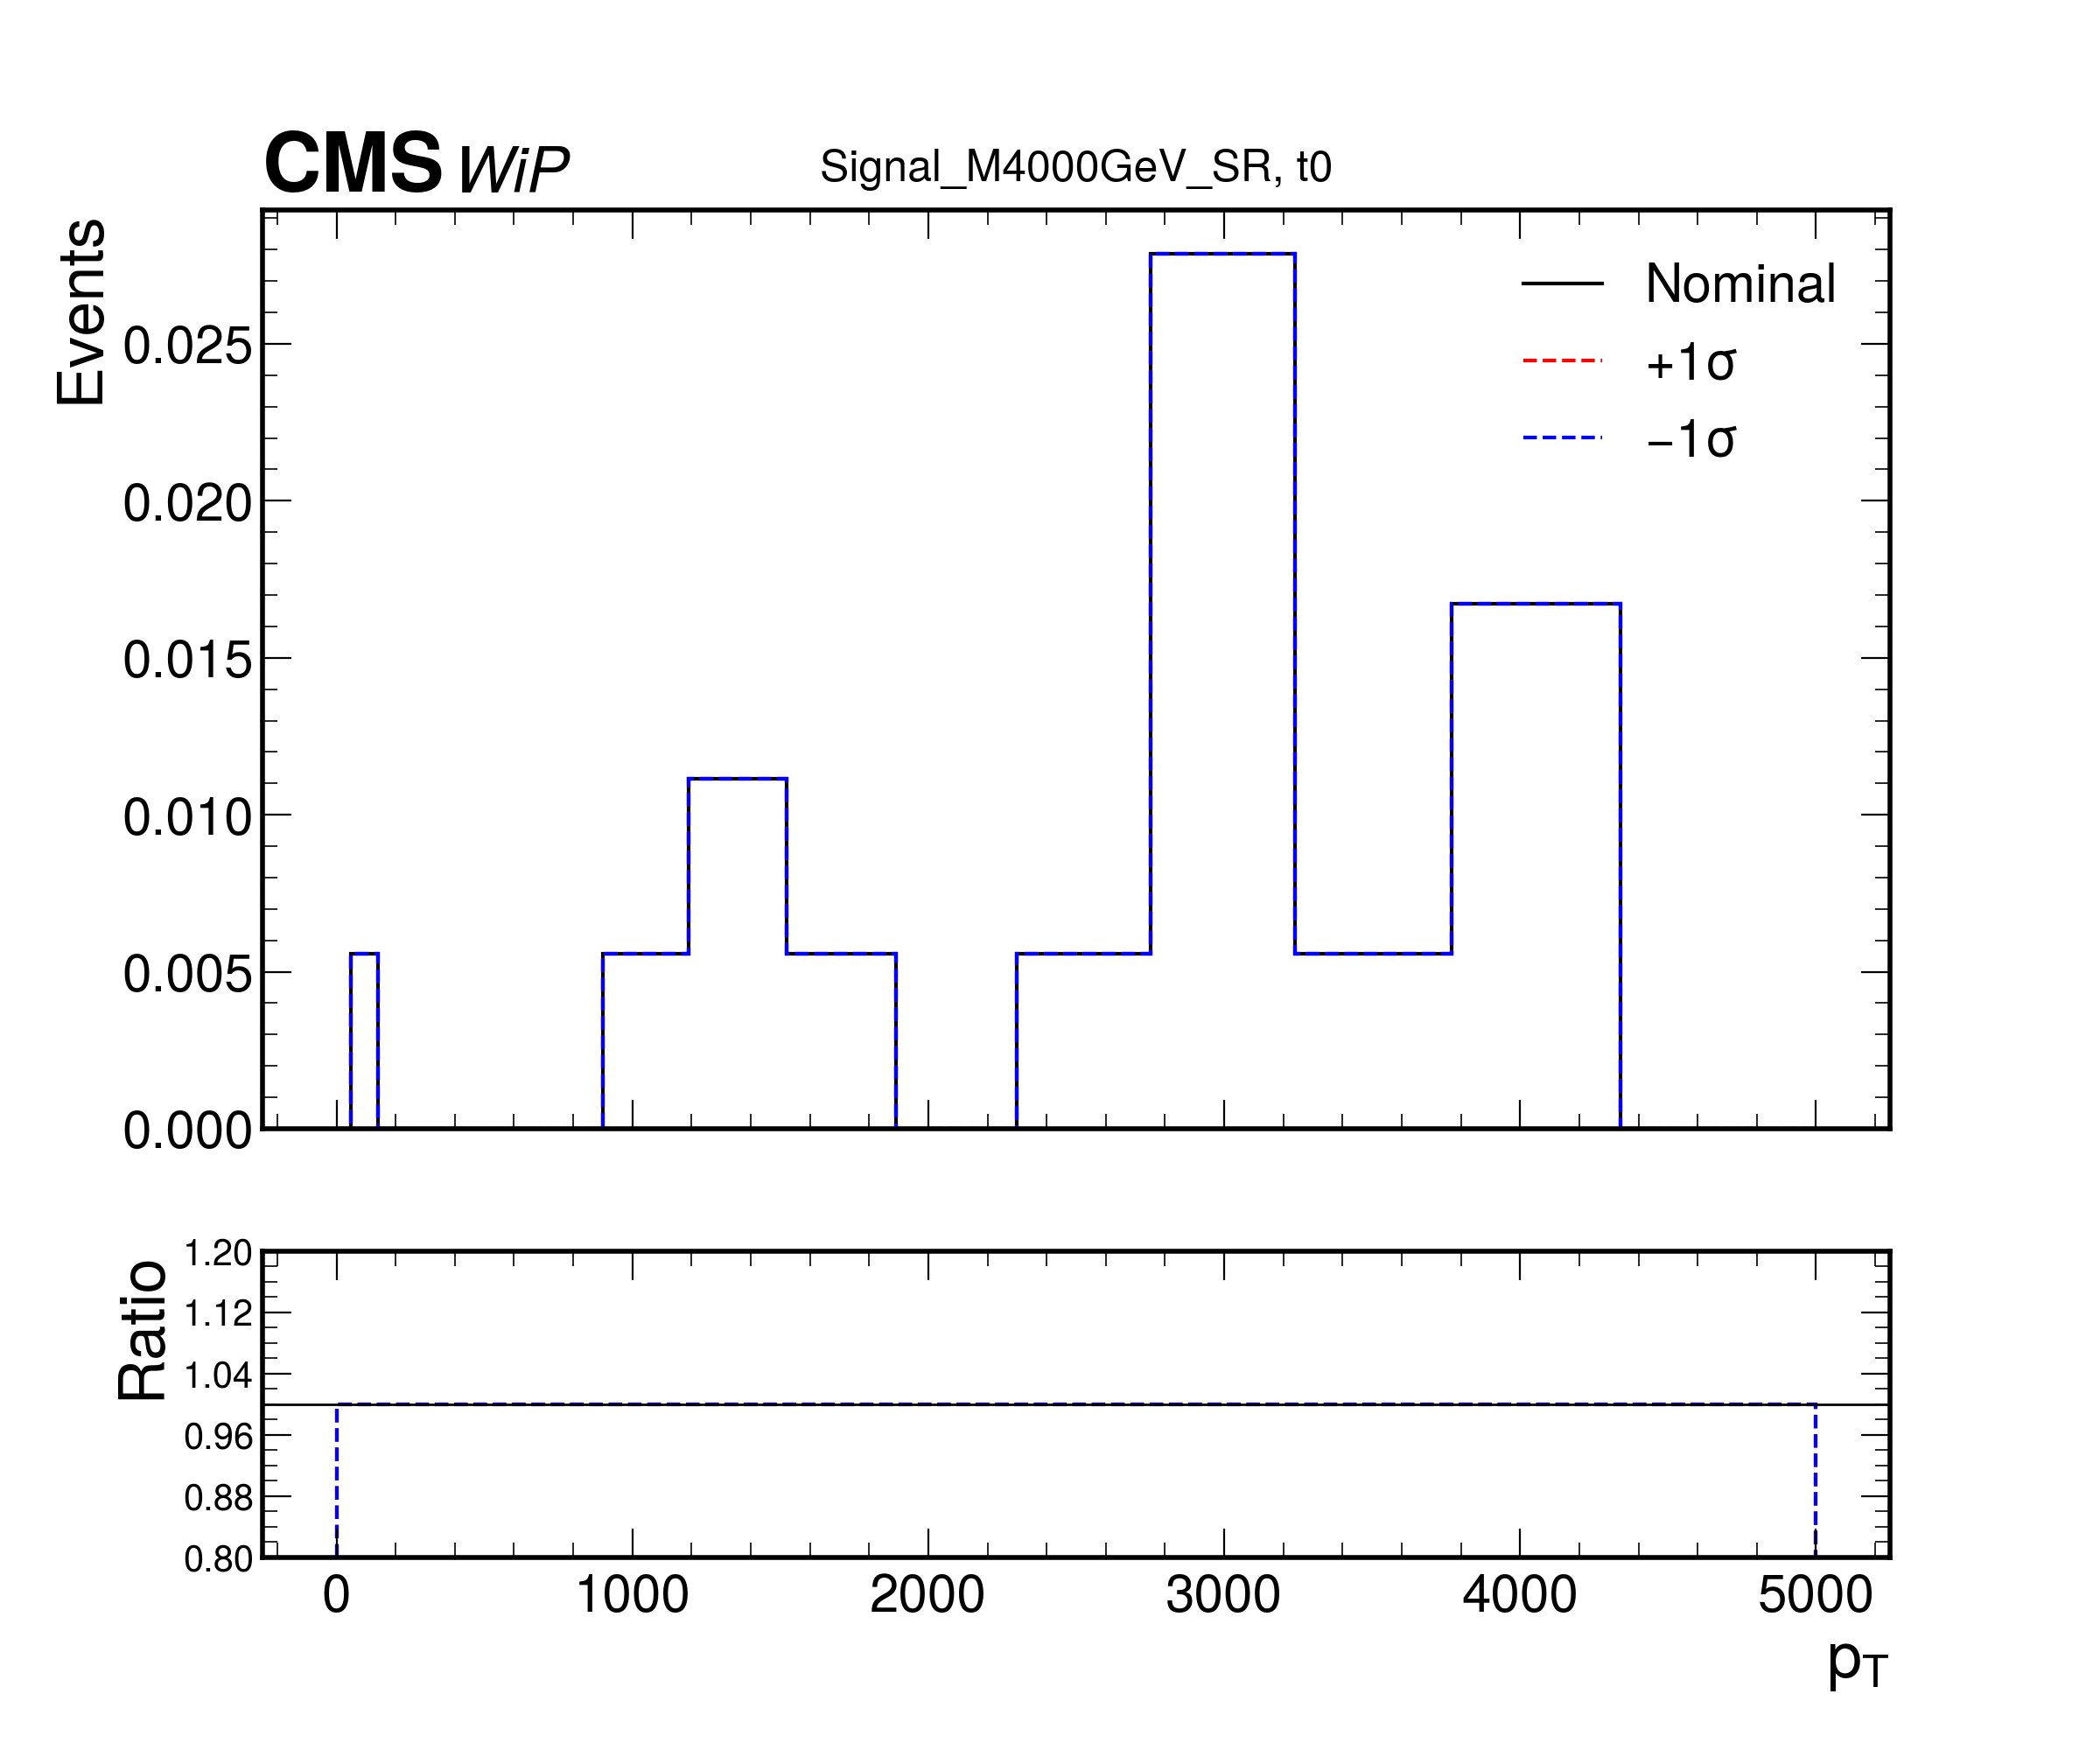 CMS WiP
Signal_M4000GeV_SR, t0
Events
0.025
0.020
0.015
0.010
0.005
0.000
Nominal
+1σ
−1σ
Ratio
1.20
1.12
1.04
0.96
0.88
0.80
0 1000 2000 3000 4000 5000
pT